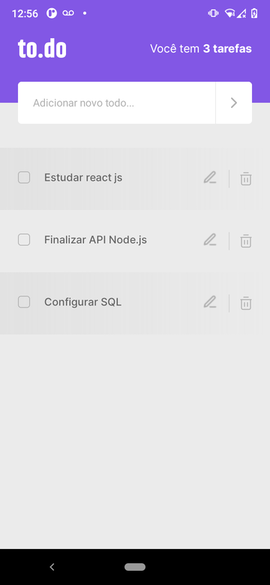 12:56
to.do
Você tem 3 tarefas
Adicionar novo todo...
Estudar react js
Finalizar API Node.js
Configurar SQL